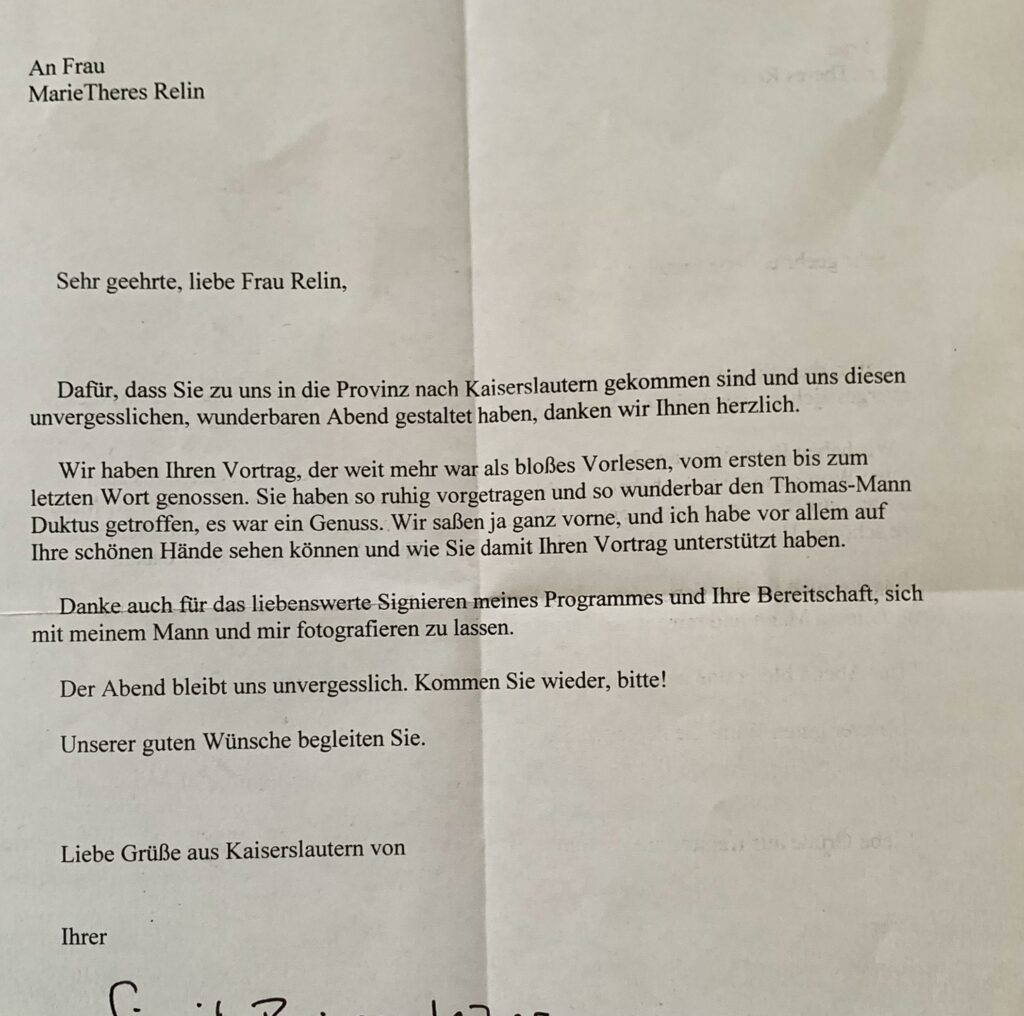 An Frau
MarieTheres Relin
Sehr geehrte, liebe Frau Relin,
Dafür, dass Sie zu uns in die Provinz nach Kaiserslautern gekommen sind und uns diesen
unvergesslichen, wunderbaren Abend gestaltet haben, danken wir Ihnen herzlich.
Wir haben Ihren Vortrag, der weit mehr war als bloßes Vorlesen, vom ersten bis zum
letzten Wort genossen. Sie haben so ruhig vorgetragen und so wunderbar den Thomas-Mann
Duktus getroffen, es war ein Genuss. Wir saßen ja ganz vorne, und ich habe vor allem auf
Ihre schönen Hände sehen können und wie Sie damit Ihren Vortrag unterstützt haben.
Danke auch für das liebenswerte Signieren meines Programmes und Ihre Bereitschaft, sich
mit meinem Mann und mir fotografieren zu lassen.
Der Abend bleibt uns unvergesslich. Kommen Sie wieder, bitte!
Unserer guten Wünsche begleiten Sie.
Liebe Grüße aus Kaiserslautern von
Ihrer